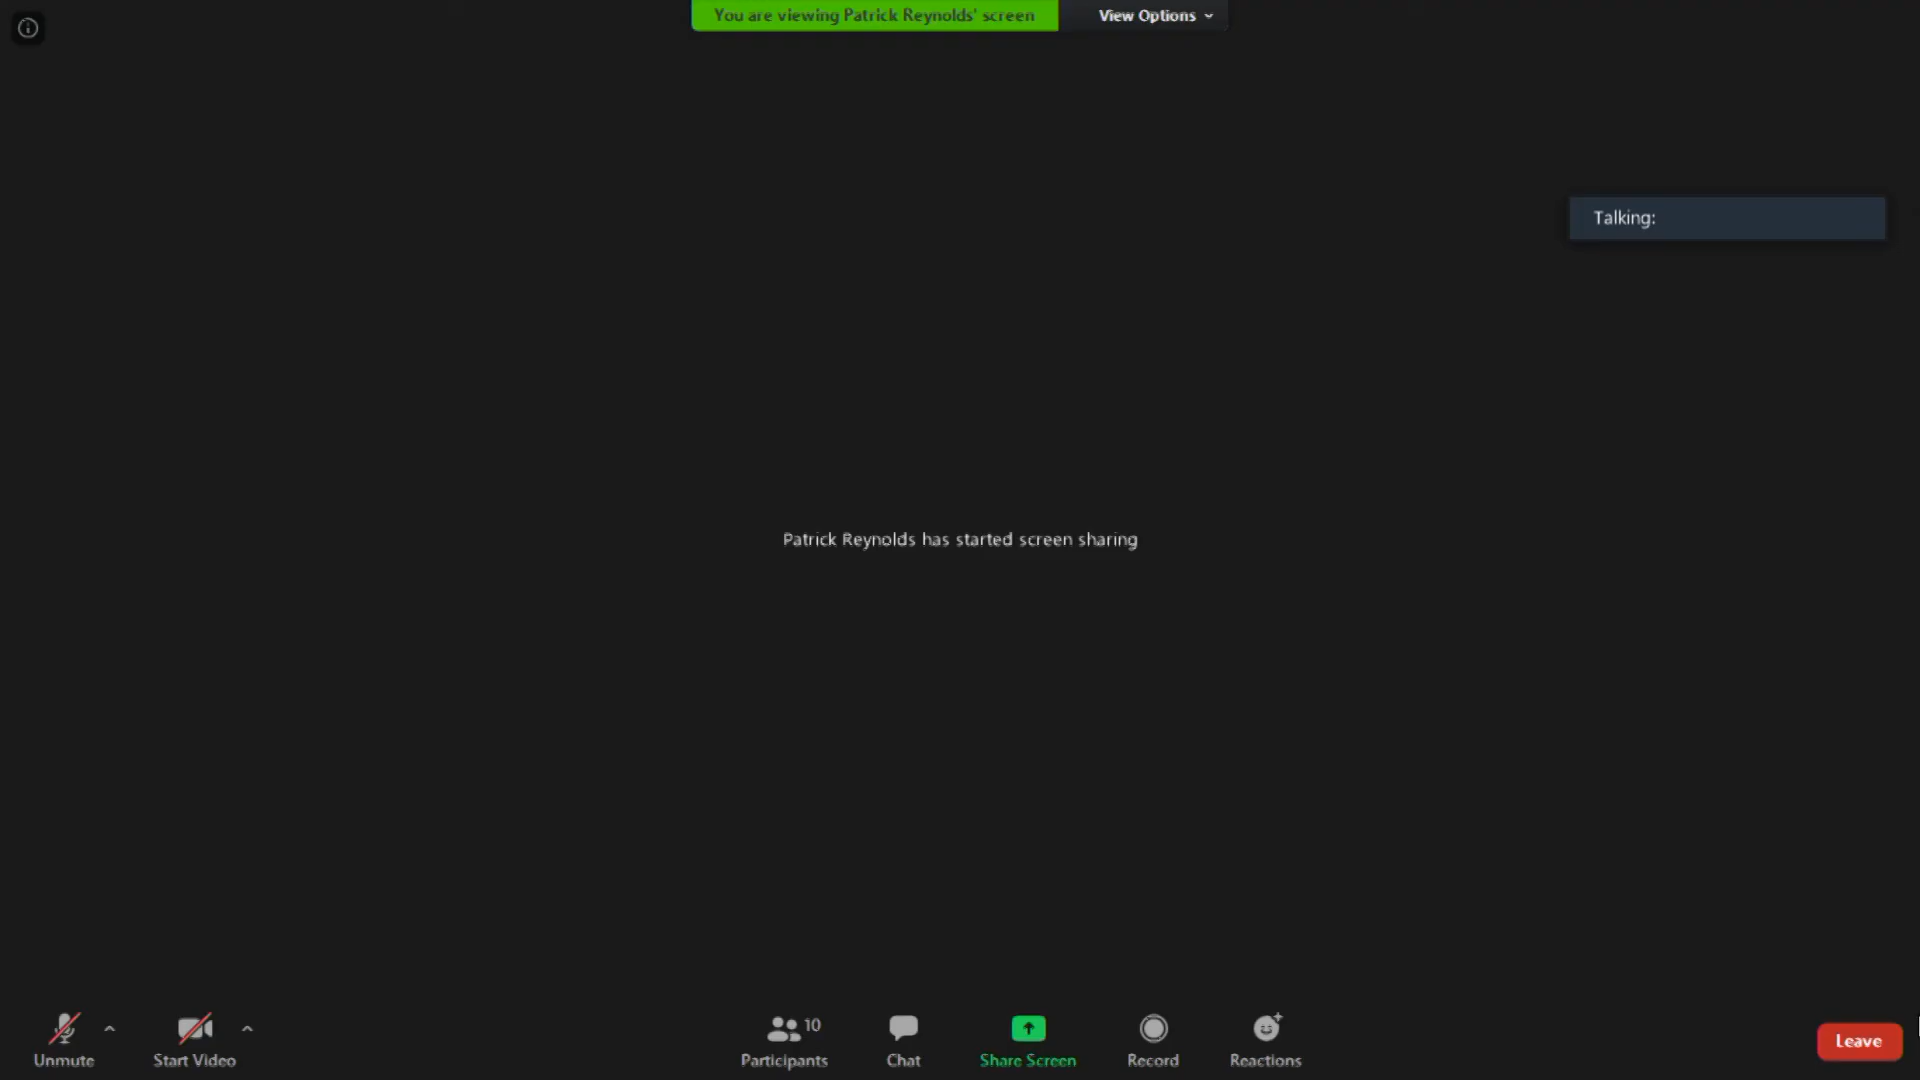 You are viewing Patrick Reynolds' screen
View Options
Talking:
Patrick Reynolds has started screen sharing
10
Unmute
Start Video
Participants
Chat
Share Screen
Record
Reactions
Leave